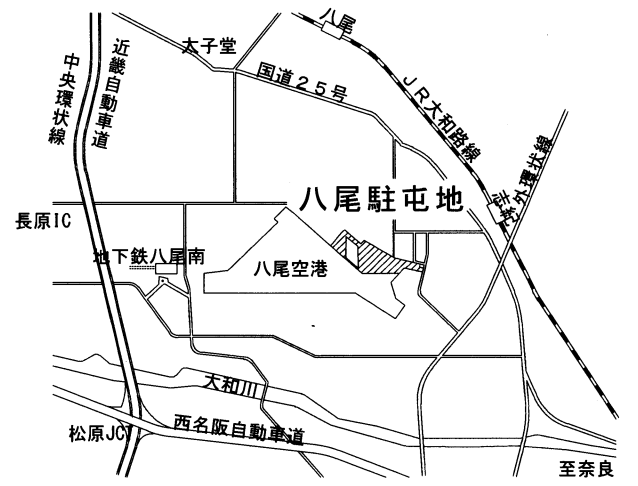 八尾
太子堂
国道25号
JR大和路線
近畿自動車道
中央環状線
外環状線
志紀
八尾駐屯地
長原IC
地下鉄八尾南
八尾空港
大和川
西名阪自動車道
松原JCT
至奈良